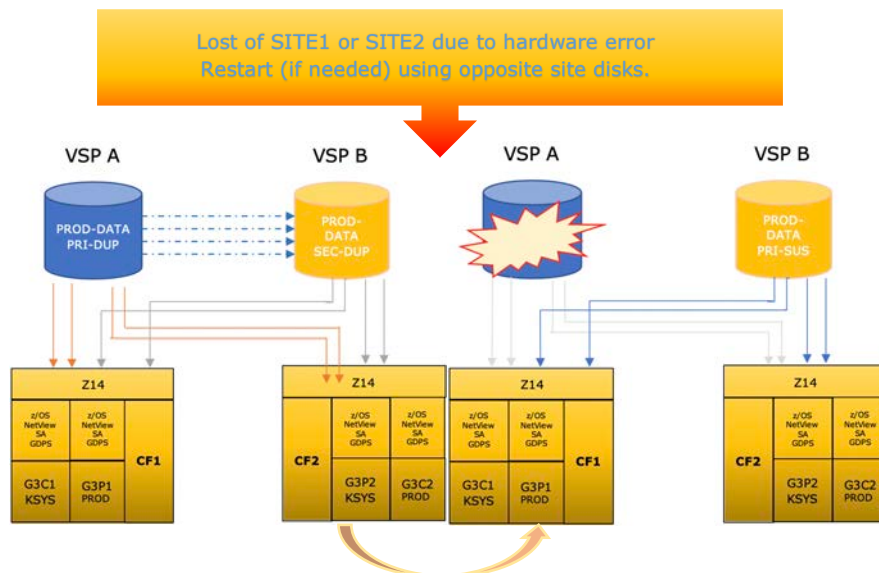 Lost of SITE1 or SITE2 due to hardware error
Restart (if needed) using opposite site disks.
VSP A
VSP B
VSP A
VSP B
PROD-DATA
PRI-DUP
PROD-
DATA
SEC-DUP
PROD-
DATA
PRI-SUS
Z14
z/OS
NetView
SA
GDPS
z/OS
NetView
SA
GDPS
CF1
G3C1
KSYS
G3P1
PROD
Z14
CF2
z/OS
NetView
SA
GDPS
z/OS
NetView
SA
GDPS
G3P2
KSYS
G3C2
PROD
Z14
z/OS
NetView
SA
GDPS
z/OS
NetView
SA
GDPS
CF1
G3C1
KSYS
G3P1
PROD
Z14
CF2
z/OS
NetView
SA
GDPS
z/OS
NetView
SA
GDPS
G3P2
KSYS
G3C2
PROD